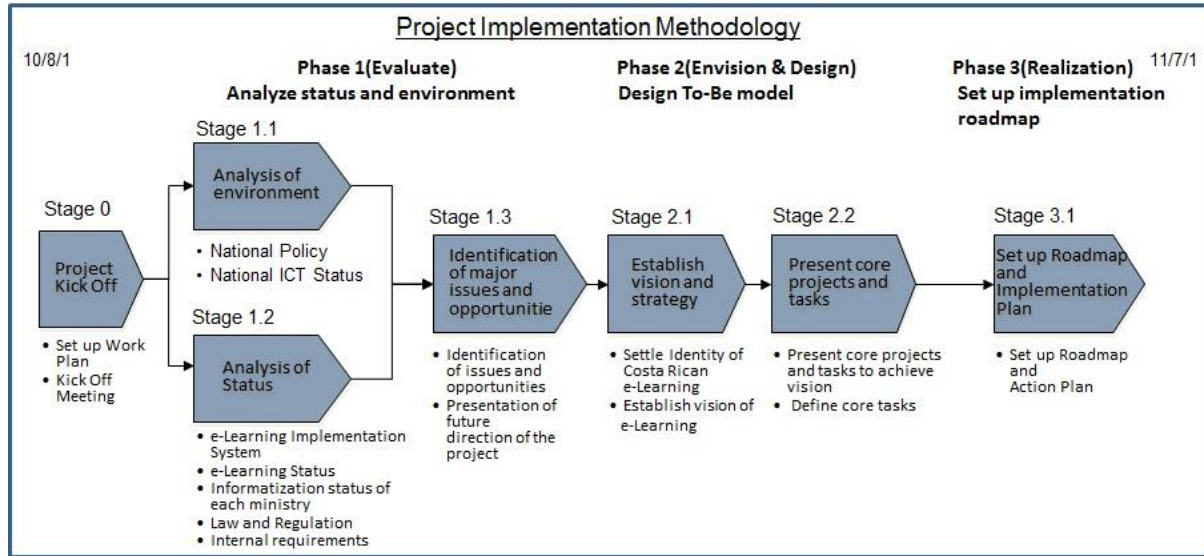 Project Implementation Methodology
10/8/1
11/7/1
Phase 1(Evaluate)
Analyze status and environment
Phase 2(Envision & Design)
Design To-Be model
Phase 3(Realization)
Set up implementation
roadmap
Stage 0
Project
Kick Off
• Set up Work
Plan
• Kick Off
Meeting
Stage 1.1
Analysis of
environment
• National Policy
• National ICT Status
Stage 1.2
Analysis of
Status
• e-Learning Implementation
System
• e-Learning Status
• Informatization status of
each ministry
• Law and Regulation
• Internal requirements
Stage 1.3
Identification
of major
issues and
opportunitie
• Identification
of issues and
opportunities
• Presentation of
future
direction of the
project
Stage 2.1
Establish
vision and
strategy
• Settle Identity of
Costa Rican
e-Learning
• Establish vision of
e-Learning
Stage 2.2
Present core
projects and
tasks
• Present core projects
and tasks to achieve
vision
• Define core tasks
Stage 3.1
Set up Roadmap
and
Implementation
Plan
• Set up Roadmap
and
Action Plan